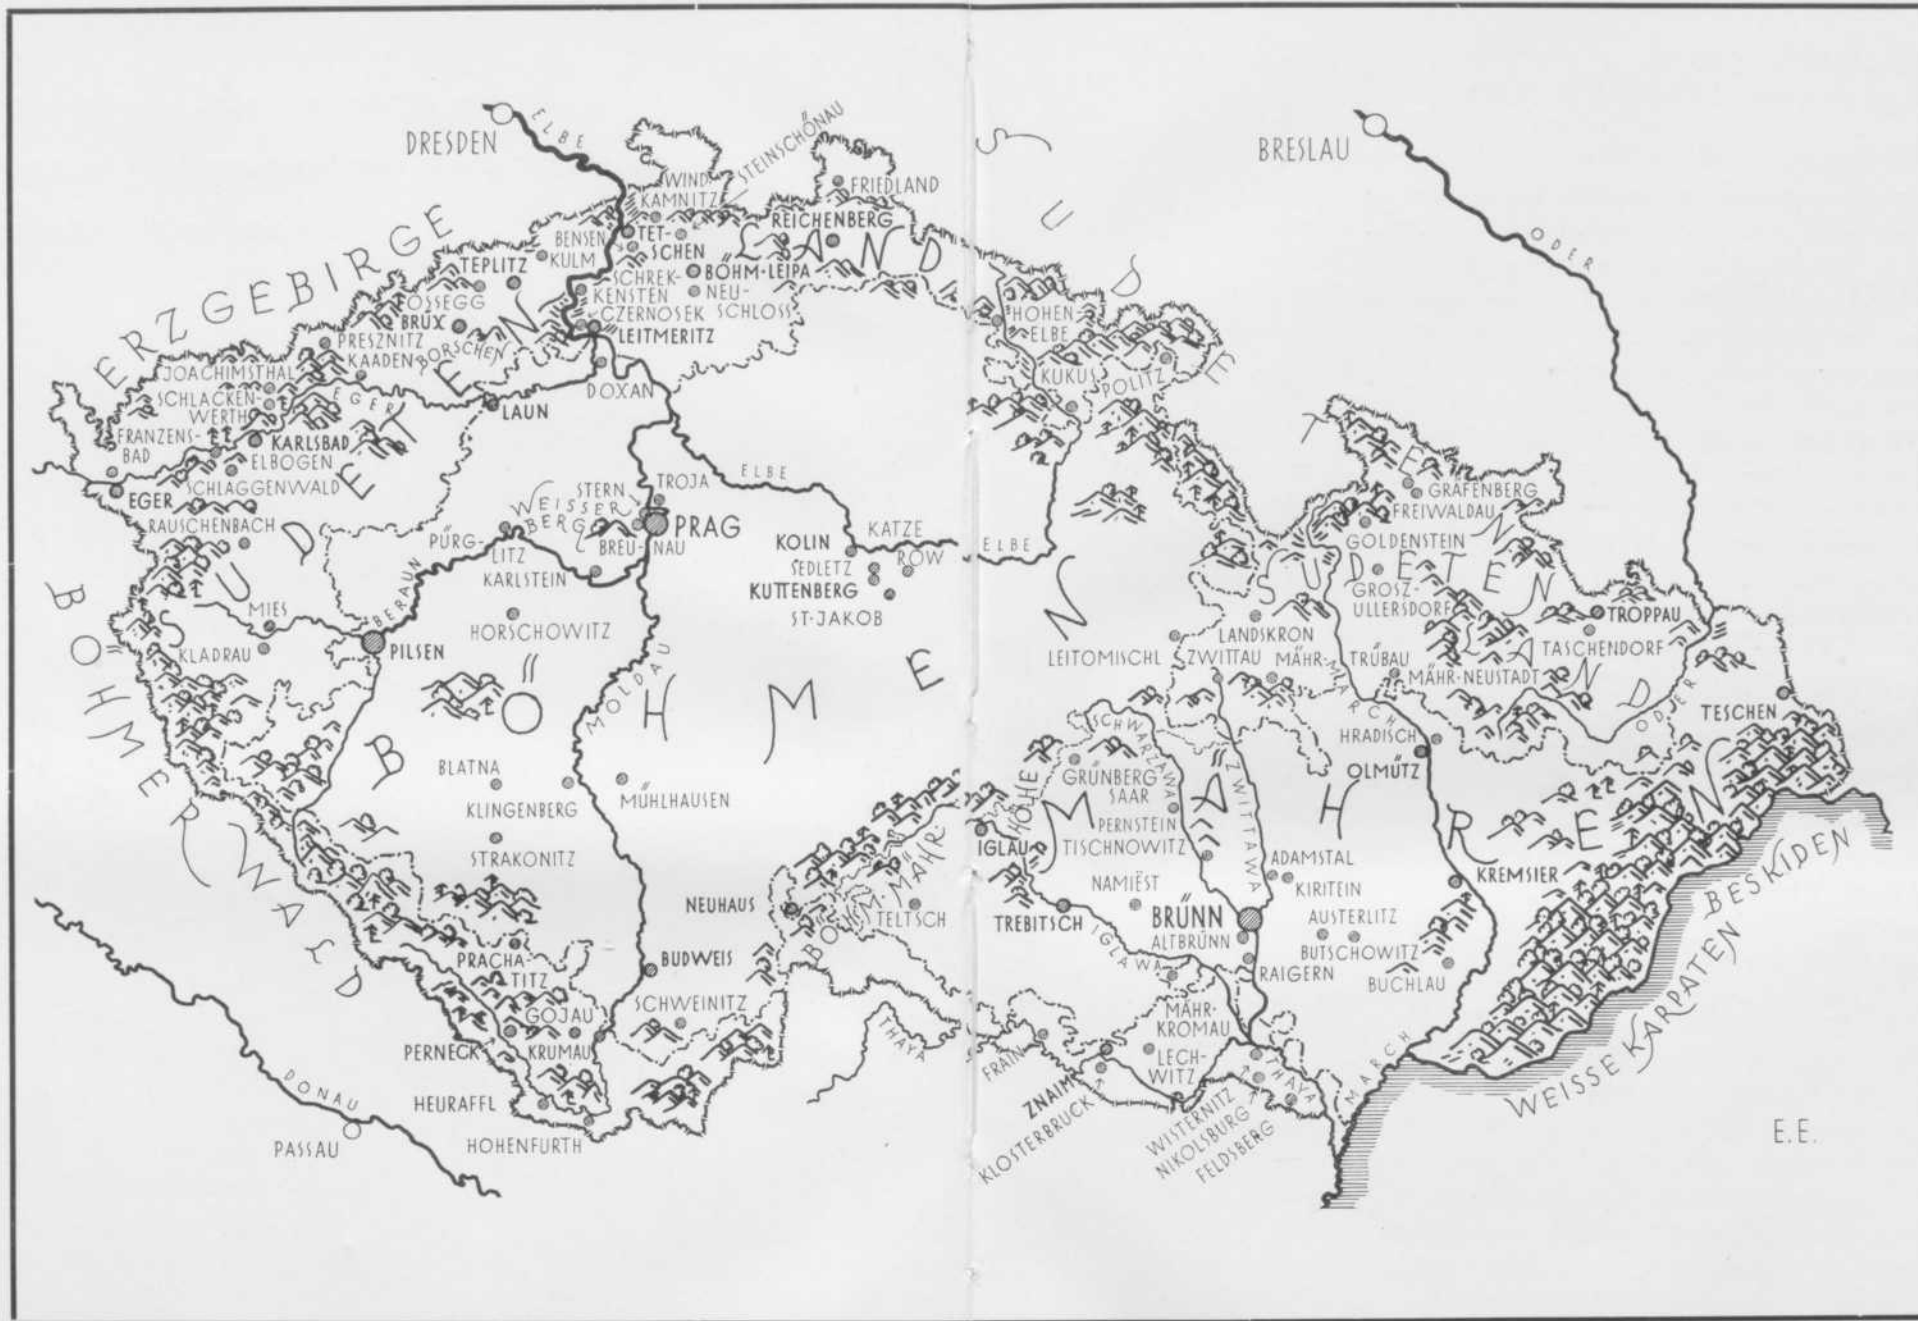 DRESDEN
ELBE
BRESLAU
ODER
ERZGEBIRGE
BÖHMERWALD
SUDETEN
SUDETENLAND
SUDETENLAND
BÖHMEN
MÄHREN
WIND.
KAMNITZ
STEINSCHÖNAU
FRIEDLAND
REICHENBERG
TET-
SCHEN
BENSEN
KULM
TEPLITZ
OSSEGG
BRÜX
BORSCHEN
SCHREK-
KENSTEN
CZERNOSEK
BÖHM-LEIPA
NEU-
SCHLOSS
LEITMERITZ
PRESZNITZ
KAADEN
JOACHIMSTHAL
SCHLACKEN-
WERTH
EGER
FRANZENS-
BAD
KARLSBAD
ELBOGEN
EGER
SCHLAGGENWALD
RAUSCHENBACH
LAUN
DOXAN
HOHEN
ELBE
KUKUS
POLITZ
ELBE
TROJA
STERN
WEISSER
BERG
PRAG
BREU-NAU
PÜRG-
LITZ
KARLSTEIN
KOLIN
KATZE
ROW
SEDLETZ
KUTTENBERG
ST-JAKOB
ELBE
GRÄFENBERG
FREIWALDAU
GOLDENSTEIN
GROSZ-
ULLERSDORF
TROPPAU
TASCHENDORF
MIES
KLADRAU
BERAUN
PILSEN
HORSCHOWITZ
MOLDAU
LANDSKRON
LEITOMISCHL
ZWITTAU
MÄHR-
TRÜBAU
MÄHR-NEUSTADT
MARCH
ODER
TESCHEN
HRADISCH
OLMÜTZ
SCHWARZAWA
ZWITTAWA
GRÜNBERG
SAAR
PERNSTEIN
TISCHNOWITZ
BLATNA
KLINGENBERG
MÜHLHAUSEN
STRAKONITZ
BÖHM. MÄHR.
HÖHE
IGLAU
ADAMSTAL
KIRITEIN
KREMSIER
NEUHAUS
TELTSCH
TREBITSCH
NAMIËST
BRÜNN
ALTBRÜNN
AUSTERLITZ
BUTSCHOWITZ
RAIGERN
BUCHLAU
IGLAWA
PRACHA-
TITZ
BUDWEIS
SCHWEINITZ
GOJAU
PERNECK
KRUMAU
HEURAFFL
HOHENFURTH
THAYA
FRAIN
MÄHR-
KROMAU
LECH-
WITZ
ZNAIM
KLOSTERBRUCK
THAYA
WISTERNITZ
NIKOLSBURG
FELDSBERG
MARCH
BESKIDEN
WEISSE KARPATEN
DONAU
PASSAU
E.E.